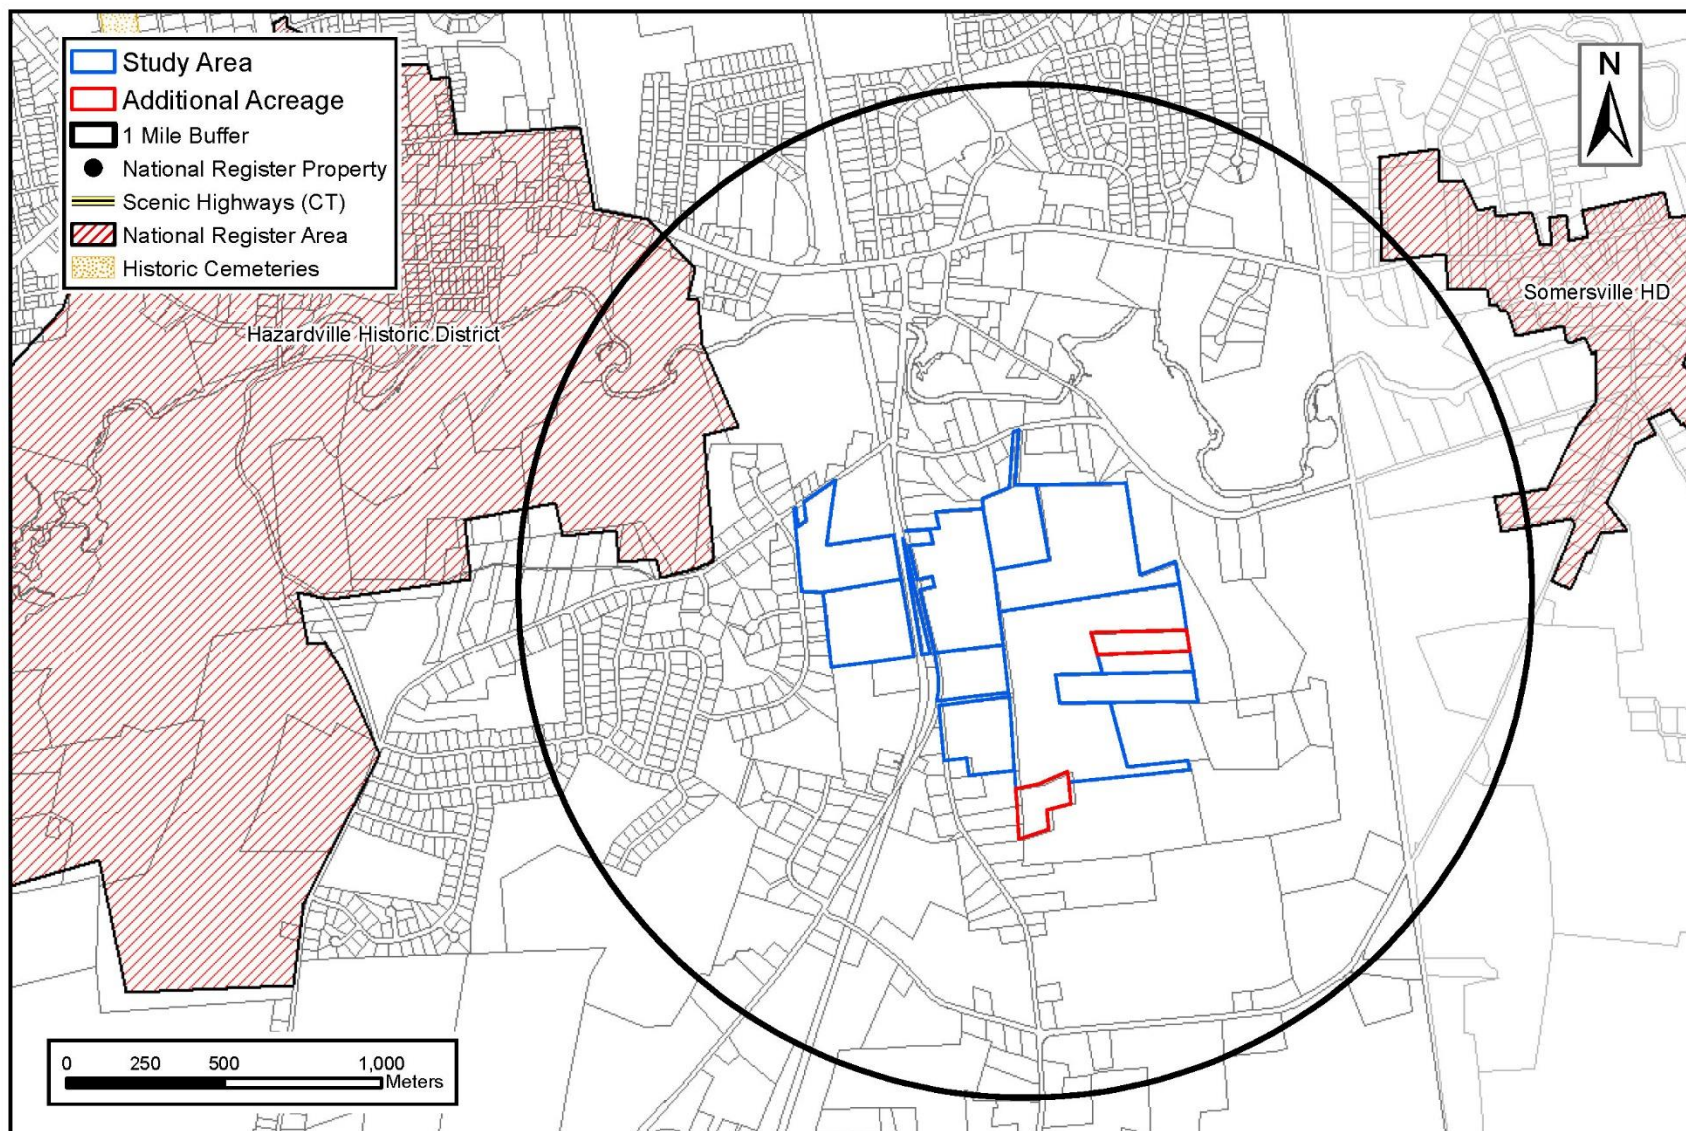 Study Area
Additional Acreage
1 Mile Buffer
National Register Property
Scenic Highways (CT)
National Register Area
Historic Cemeteries
N
Somersville HD
Hazardville Historic District
0 250 500 1,000
Meters